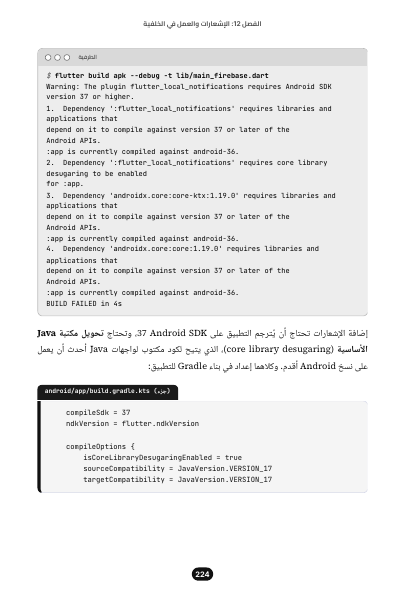 الفصل 12: الإشعارات والعمل في الخلفية
الطرفية
$ flutter build apk --debug -t lib/main_firebase.dart
Warning: The plugin flutter_local_notifications requires Android SDK
version 37 or higher.
1.  Dependency ':flutter_local_notifications' requires libraries and
applications that
depend on it to compile against version 37 or later of the
Android APIs.
:app is currently compiled against android-36.
2.  Dependency ':flutter_local_notifications' requires core library
desugaring to be enabled
for :app.
3.  Dependency 'androidx.core:core-ktx:1.19.0' requires libraries and
applications that
depend on it to compile against version 37 or later of the
Android APIs.
:app is currently compiled against android-36.
4.  Dependency 'androidx.core:core:1.19.0' requires libraries and
applications that
depend on it to compile against version 37 or later of the
Android APIs.
:app is currently compiled against android-36.
BUILD FAILED in 4s
إضافة الإشعارات تحتاج أن يُترجم التطبيق على Android SDK 37، وتحتاج تحويل مكتبة Java
الأساسية (core library desugaring)، الذي يتيح لكود مكتوب لواجهات Java أحدث أن يعمل
على نسخ Android أقدم. وكلاهما إعداد في بناء Gradle للتطبيق:
android/app/build.gradle.kts (جزء)
compileSdk = 37
ndkVersion = flutter.ndkVersion
compileOptions {
isCoreLibraryDesugaringEnabled = true
sourceCompatibility = JavaVersion.VERSION_17
targetCompatibility = JavaVersion.VERSION_17
224